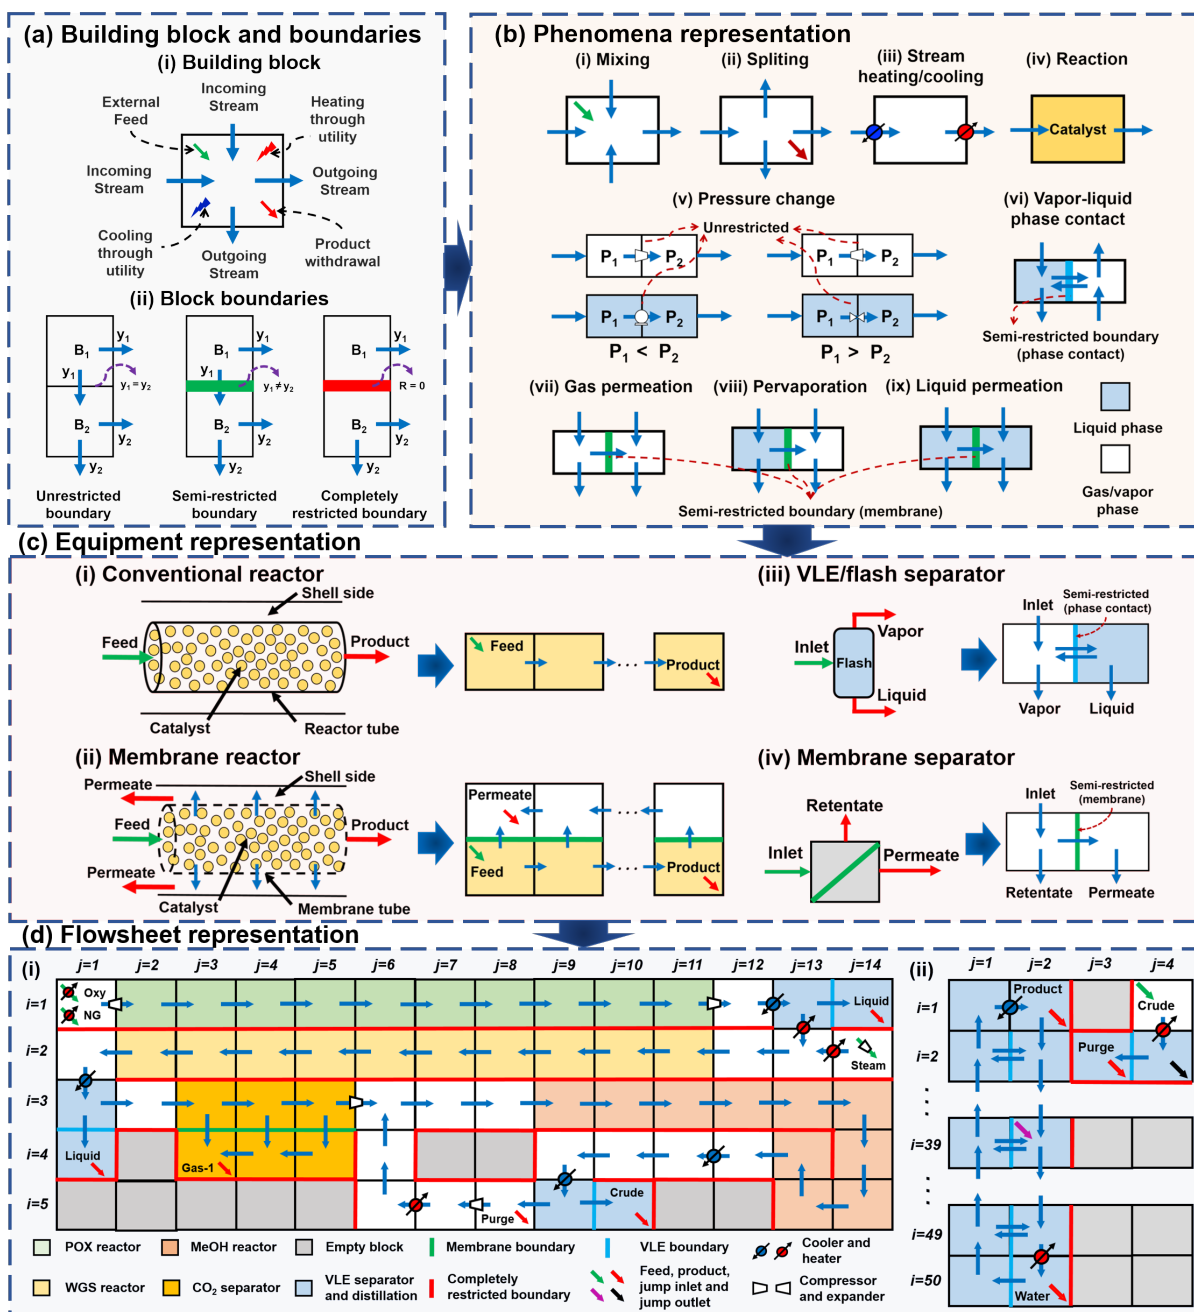 (a) Building block and boundaries
(i) Building block
External
Feed
Incoming
Stream
Heating
through
utility
Incoming
Stream
Outgoing
Stream
Cooling
through
utility
Outgoing
Stream
Product
withdrawal
(ii) Block boundaries
B1
y1
y1
y1 = y2
B2
y2
y2
B1
y1
y1
y1 ≠ y2
B2
y2
y2
B1
y1
R = 0
B2
y2
y2
Unrestricted
boundary
Semi-restricted
boundary
Completely
restricted boundary
(b) Phenomena representation
(i) Mixing
(ii) Spliting
(iii) Stream
heating/cooling
(iv) Reaction
Catalyst
(v) Pressure change
Unrestricted
P1
P2
P1
P2
P1
P2
P1
P2
P1 < P2
P1 > P2
(vi) Vapor-liquid
phase contact
Semi-restricted boundary
(phase contact)
(vii) Gas permeation
(viii) Pervaporation
(ix) Liquid permeation
Semi-restricted boundary (membrane)
Liquid phase
Gas/vapor
phase
(c) Equipment representation
(i) Conventional reactor
Shell side
Feed
Product
Catalyst
Reactor tube
Feed
. . .
Product
(ii) Membrane reactor
Permeate
Shell side
Feed
Product
Permeate
Catalyst
Membrane tube
Permeate
. . .
Feed
. . .
Product
(iii) VLE/flash separator
Inlet
Flash
Vapor
Liquid
Inlet
Semi-restricted
(phase contact)
Vapor
Liquid
(iv) Membrane separator
Retentate
Inlet
Permeate
Inlet
Semi-restricted
(membrane)
Retentate
Permeate
(d) Flowsheet representation
(i)
j=1 j=2 j=3 j=4 j=5 j=6 j=7 j=8 j=9 j=10 j=11 j=12 j=13 j=14
i=1
Oxy
NG
Liquid
i=2
Steam
i=3
i=4
Liquid
Gas-1
i=5
Purge
Crude
(ii)
j=1 j=2 j=3 j=4
i=1
Product
Crude
i=2
Purge
i=39
i=49
i=50
Water
POX reactor
MeOH reactor
Empty block
Membrane boundary
VLE boundary
Cooler and
heater
WGS reactor
CO2 separator
VLE separator
and distillation
Completely
restricted boundary
Feed, product,
jump inlet and
jump outlet
Compressor
and expander